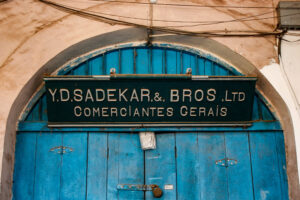 Y.D.SADEKAR.&. BROS .LTD
COMERCIANTES GERAIS